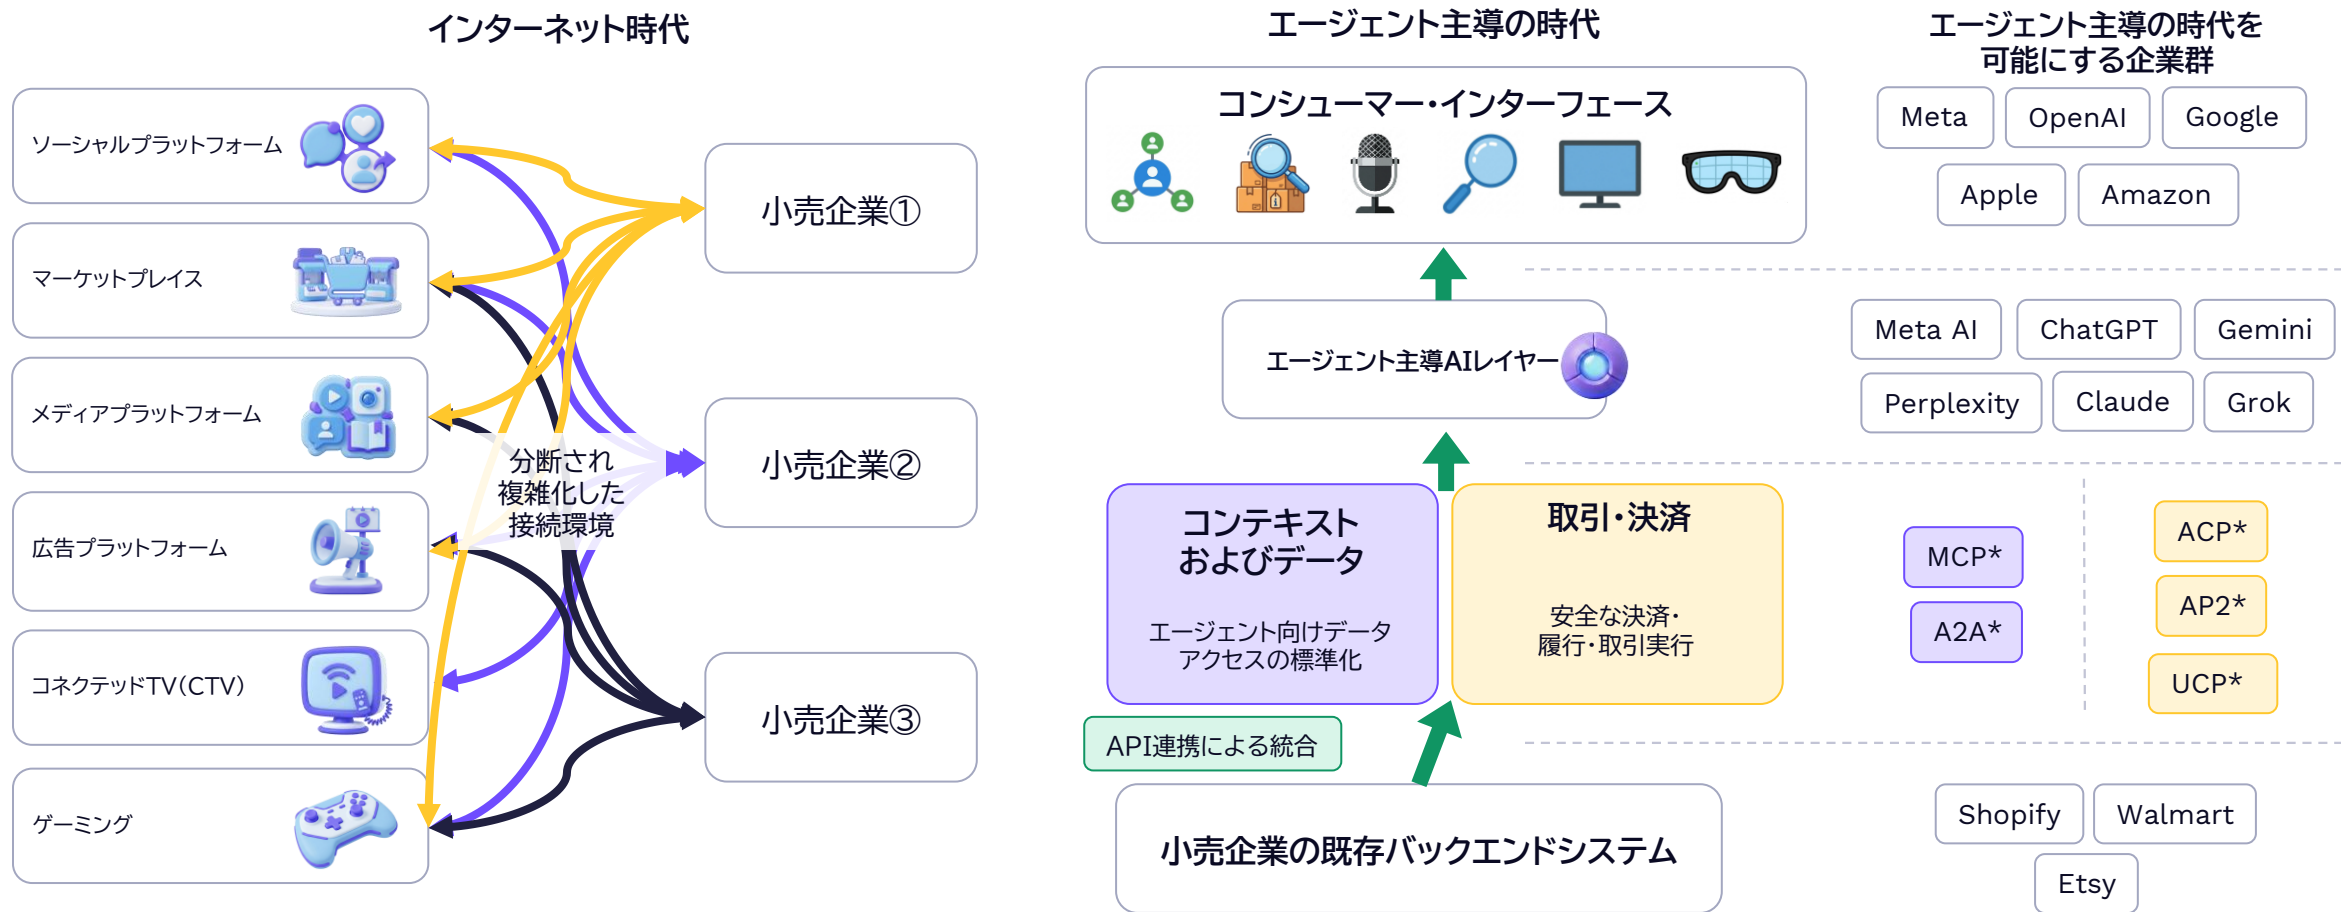 インターネット時代
ソーシャルプラットフォーム
マーケットプレイス
メディアプラットフォーム
広告プラットフォーム
コネクテッドTV（CTV）
ゲーミング
分断され
複雑化した
接続環境
小売企業①
小売企業②
小売企業③
エージェント主導の時代
コンシューマー・インターフェース
エージェント主導AIレイヤー
コンテキスト
およびデータ
エージェント向けデータ
アクセスの標準化
取引・決済
安全な決済・
履行・取引実行
API連携による統合
小売企業の既存バックエンドシステム
エージェント主導の時代を
可能にする企業群
Meta
OpenAI
Google
Apple
Amazon
Meta AI
ChatGPT
Gemini
Perplexity
Claude
Grok
MCP*
A2A*
ACP*
AP2*
UCP*
Shopify
Walmart
Etsy